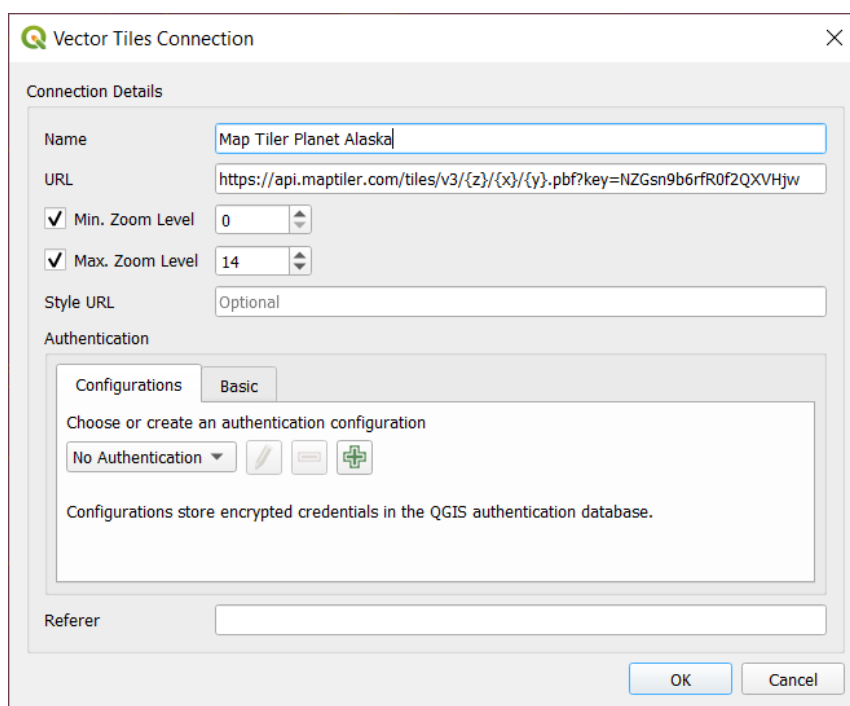 Vector Tiles Connection
Connection Details
Name Map Tiler Planet Alaska
URL https://api.maptiler.com/tiles/v3/{z}/{x}/{y}.pbf?key=NZGsn9b6rfR0f2QXVHjw
Min. Zoom Level 0
Max. Zoom Level 14
Style URL Optional
Authentication
Configurations Basic
Choose or create an authentication configuration
No Authentication
Configurations store encrypted credentials in the QGIS authentication database.
Referer
OK Cancel